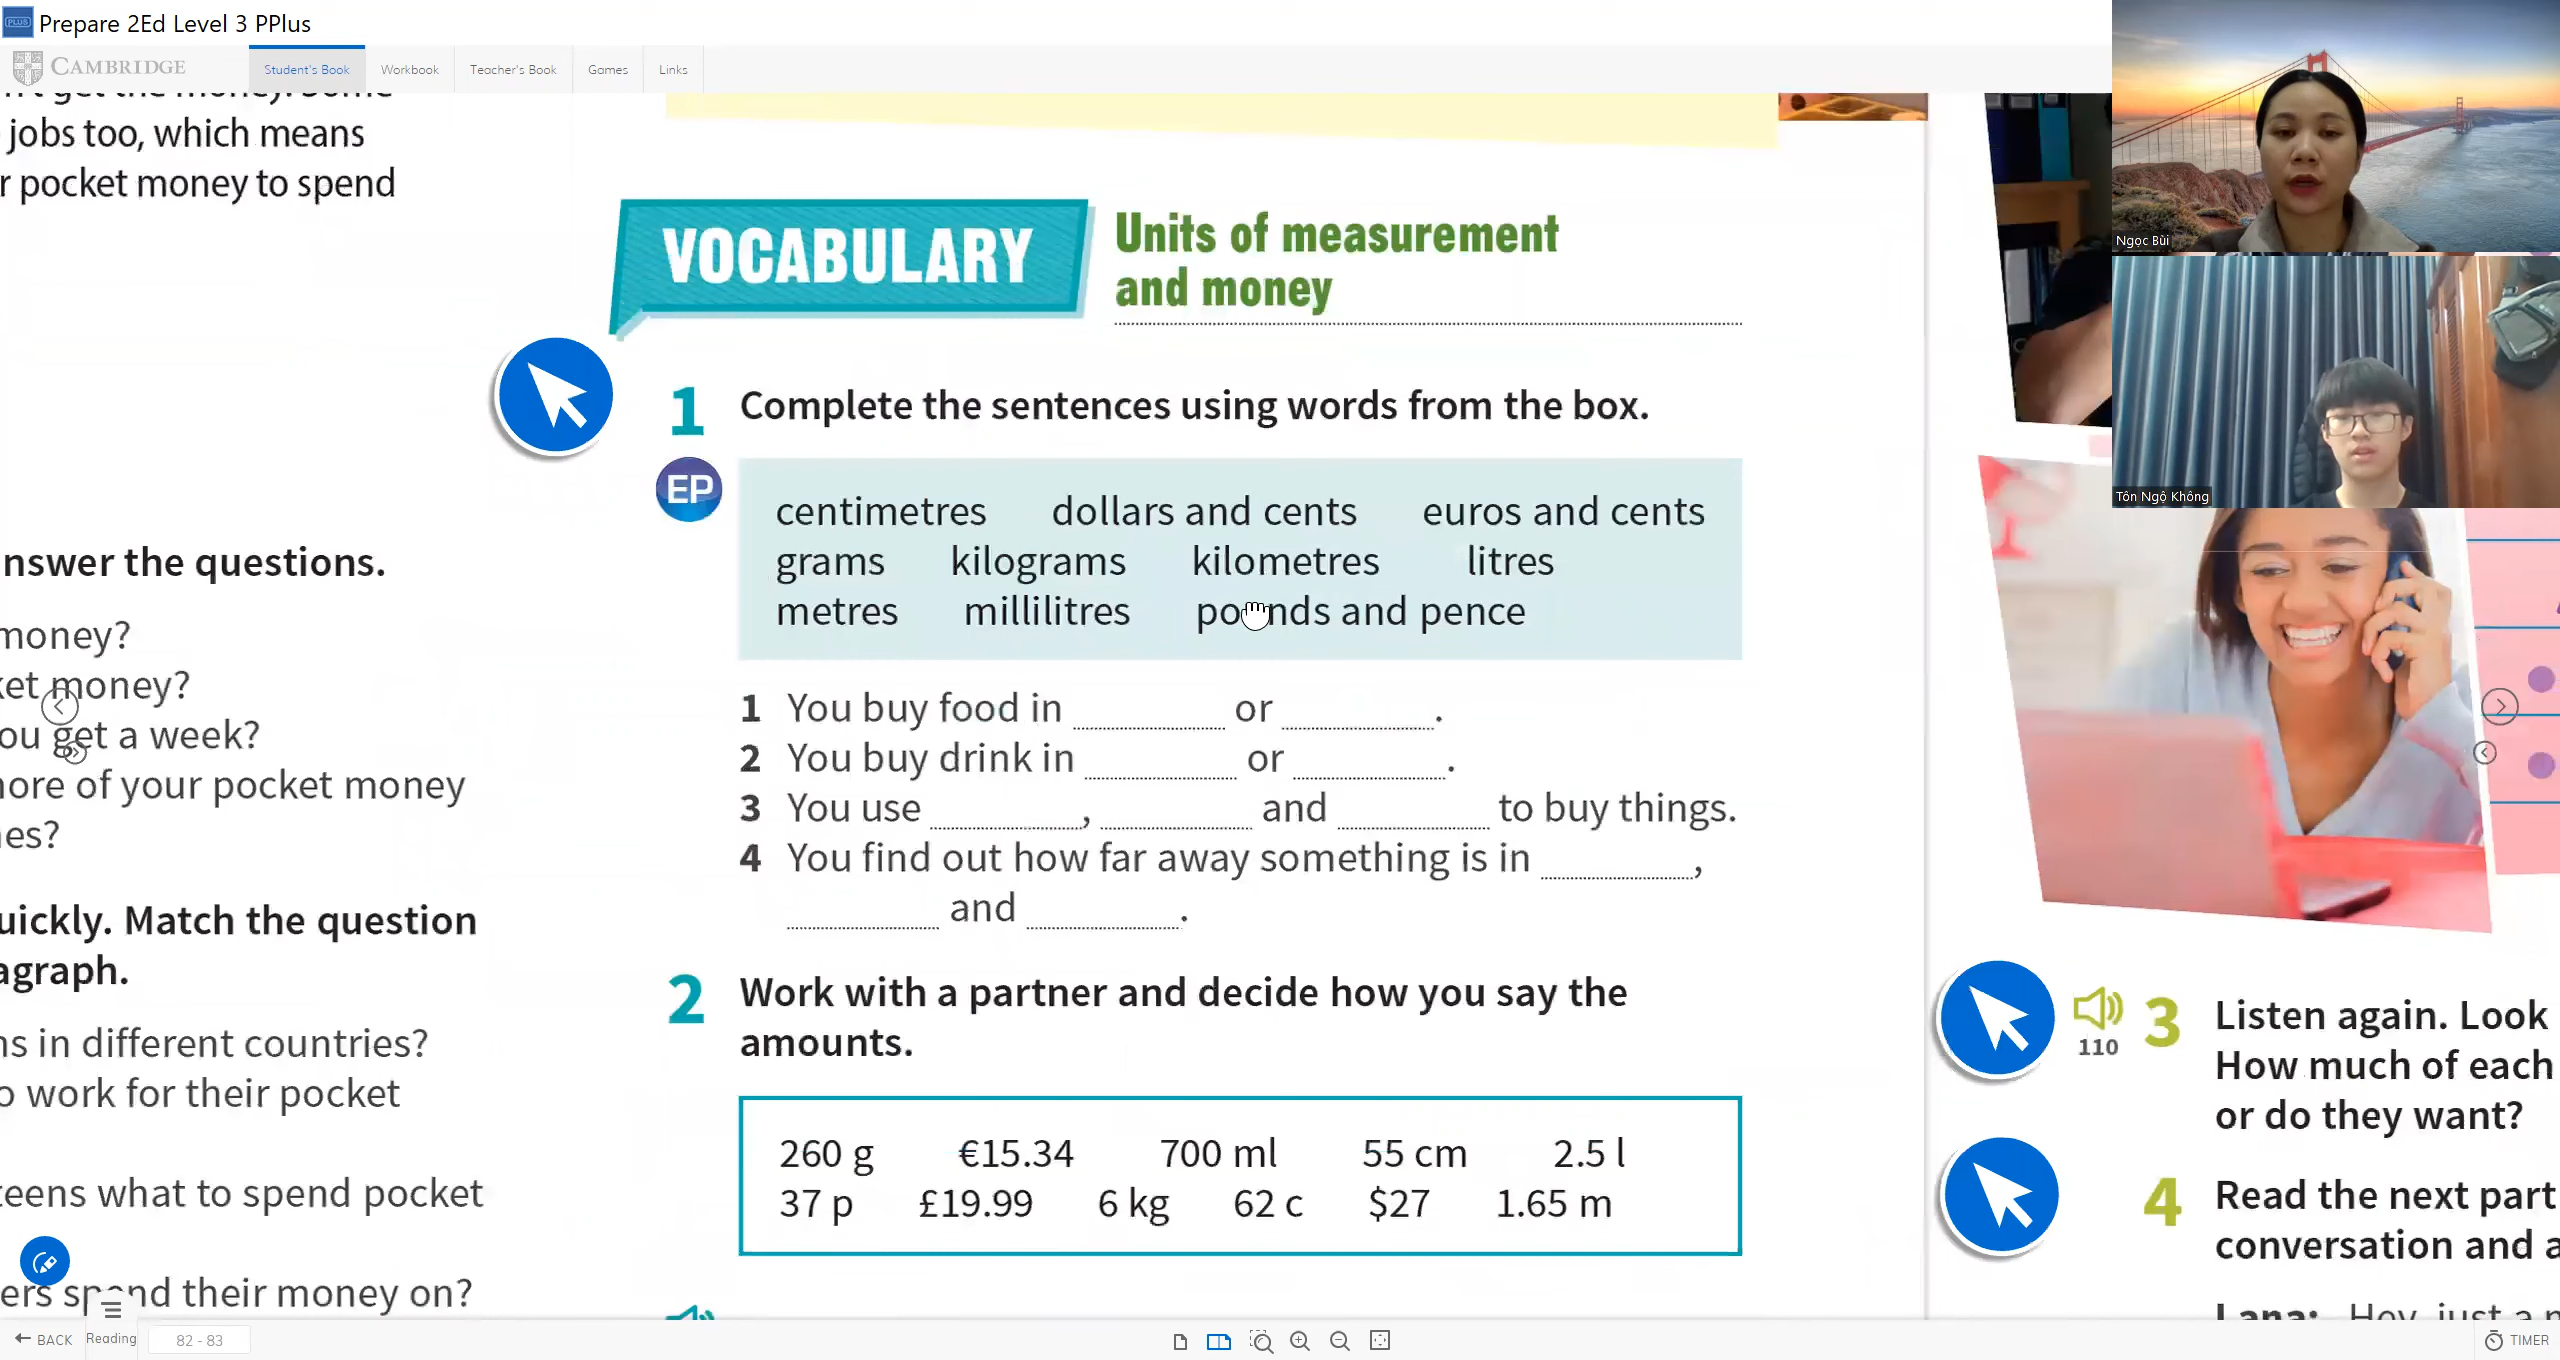 Prepare 2Ed Level 3 PPlus
CAMBRIDGE
Student's Book
Workbook
Teacher's Book
Games
Links
jobs too, which means
r pocket money to spend
nswer the questions.
money?
ket money?
ou get a week?
nore of your pocket money
nes?
uickly. Match the question
agraph.
ns in different countries?
o work for their pocket
teens what to spend pocket
ers spend their money on?
VOCABULARY
Units of measurement
and money
1 Complete the sentences using words from the box.
EP
centimetres dollars and cents euros and cents
grams kilograms kilometres litres
metres millilitres pounds and pence
1 You buy food in ............ or ............ .
2 You buy drink in ............ or ............ .
3 You use ............ , ............ and ............ to buy things.
4 You find out how far away something is in ............ ,
............ and ............ .
2 Work with a partner and decide how you say the
amounts.
260 g €15.34 700 ml 55 cm 2.5 l
37 p £19.99 6 kg 62 c $27 1.65 m
Ngọc Bùi
Tôn Ngộ Không
110
3 Listen again. Look
How much of each
or do they want?
4 Read the next part
conversation and a
Lana: Hey, just a
BACK
Reading
82 - 83
TIMER